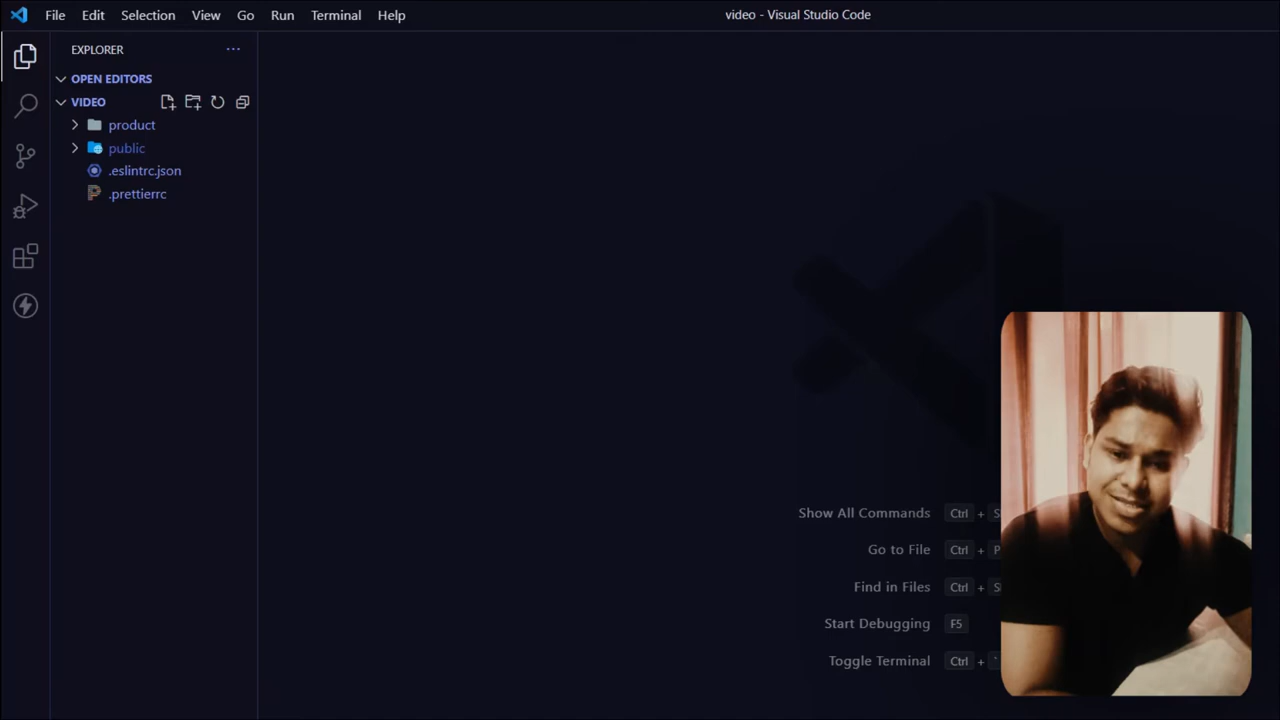 File Edit Selection View Go Run Terminal Help
video - Visual Studio Code
EXPLORER
OPEN EDITORS
VIDEO
product
public
.eslintrc.json
.prettierrc
Show All Commands Ctrl + S
Go to File Ctrl + P
Find in Files Ctrl + S
Start Debugging F5
Toggle Terminal Ctrl + `